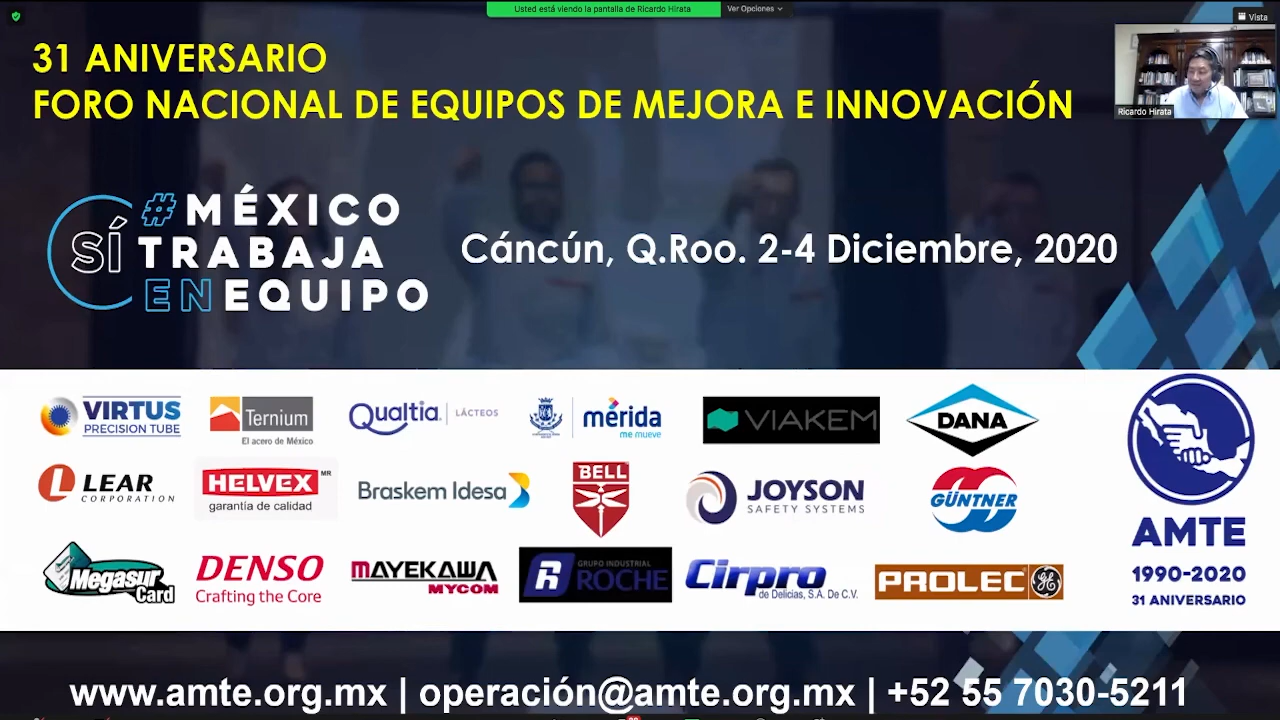 Usted está viendo la pantalla de Ricardo Hirata
Ver Opciones
Vista
31 ANIVERSARIO
FORO NACIONAL DE EQUIPOS DE MEJORA E INNOVACIÓN
Ricardo Hirata
#MÉXICO
SÍ TRABAJA
EN EQUIPO
Cáncún, Q.Roo. 2-4 Diciembre, 2020
VIRTUS
PRECISION TUBE
Ternium
El acero de México
Qualtia. LÁCTEOS
mérida
me mueve
VIAKEM
DANA
LEAR
CORPORATION
HELVEX MR
garantía de calidad
Braskem Idesa
BELL
JOYSON
SAFETY SYSTEMS
GÜNTNER
Megasur
Card
DENSO
Crafting the Core
MAYEKAWA
MYCOM
GRUPO INDUSTRIAL
ROCHE
Cirpro
de Delicias, S.A. De C.V.
PROLEC GE
AMTE
1990-2020
31 ANIVERSARIO
www.amte.org.mx | operación@amte.org.mx | +52 55 7030-5211